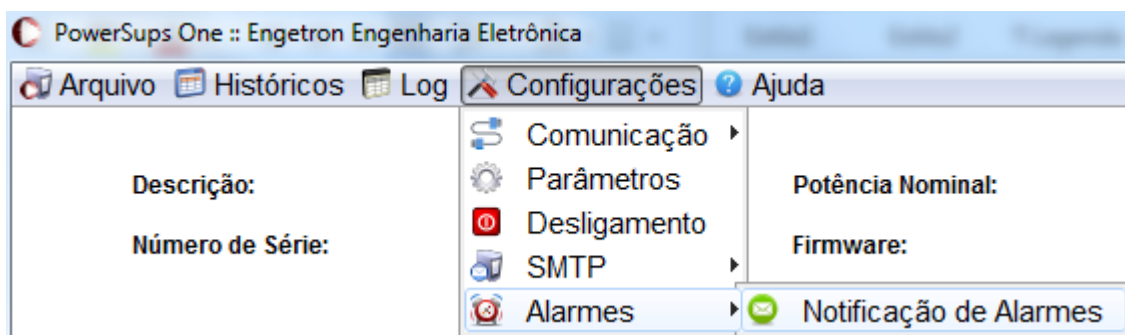 PowerSups One :: Engetron Engenharia Eletrônica
Arquivo Históricos Log Configurações Ajuda
Comunicação
Descrição: Parâmetros Potência Nominal:
Desligamento
Número de Série: SMTP Firmware:
Alarmes Notificação de Alarmes